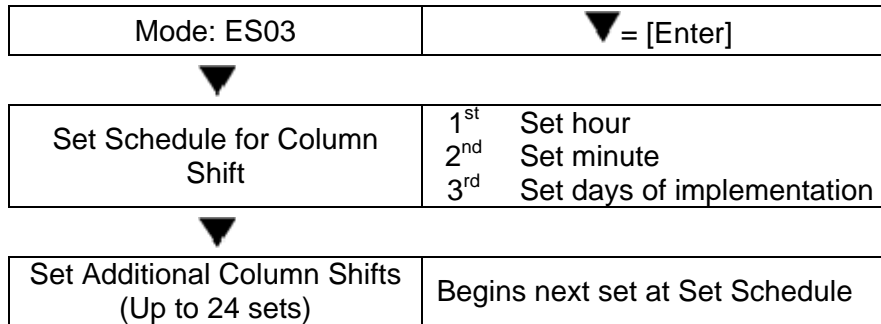 Mode: ES03
▼= [Enter]
Set Schedule for Column
Shift
1st Set hour
2nd Set minute
3rd Set days of implementation
Set Additional Column Shifts
(Up to 24 sets)
Begins next set at Set Schedule